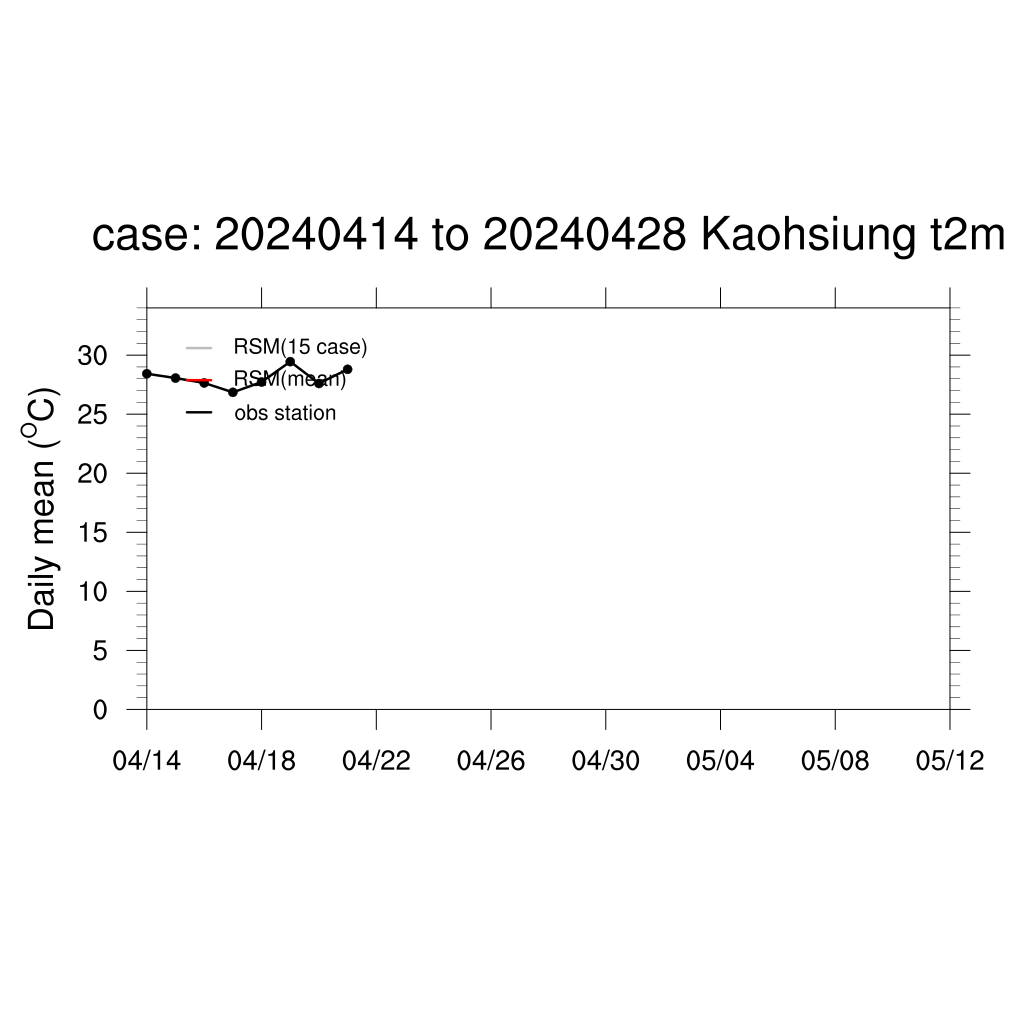 case: 20240414 to 20240428 Kaohsiung t2m
RSM(15 case)
RSM(mean)
obs station
Daily mean (°C)
30
25
20
15
10
5
0
04/14 04/18 04/22 04/26 04/30 05/04 05/08 05/12